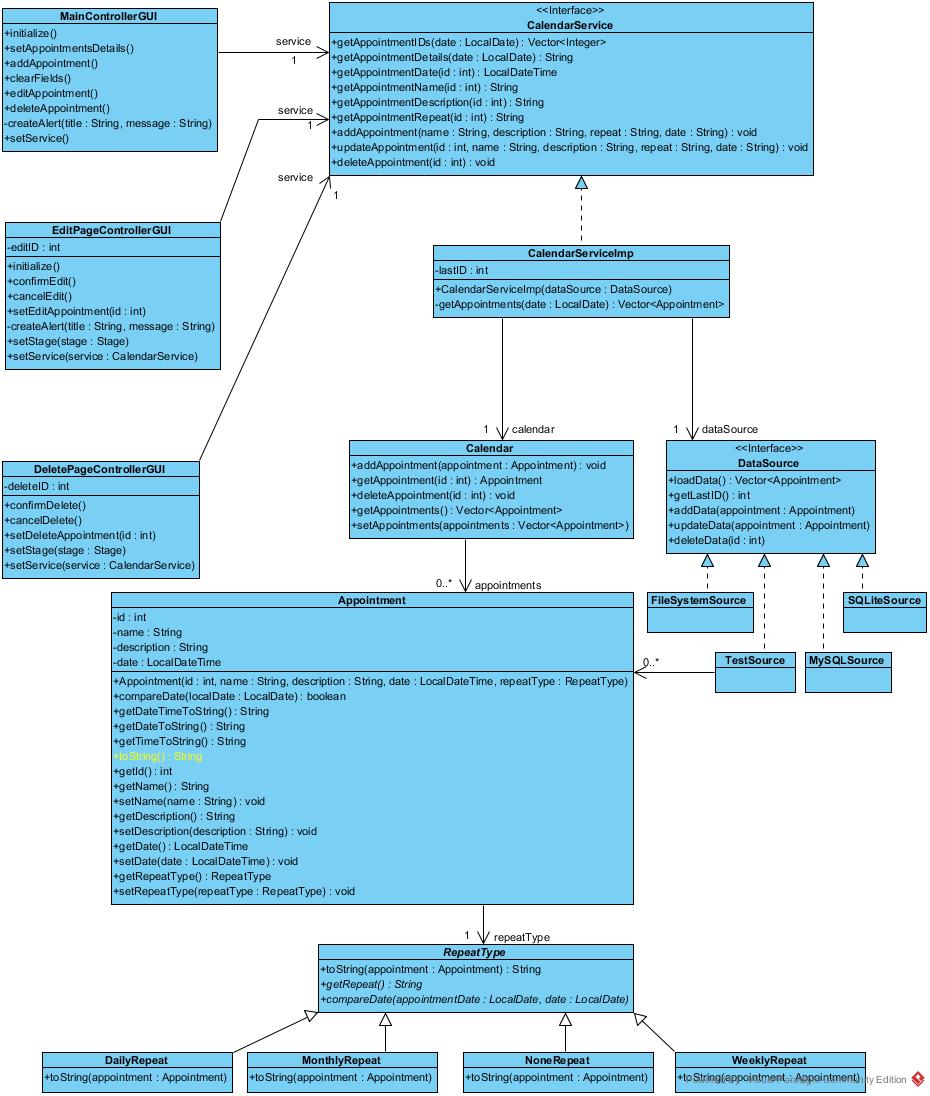 MainControllerGUI
+initialize()
+setAppointmentsDetails()
+addAppointment()
+clearFields()
+editAppointment()
+deleteAppointment()
-createAlert(title : String, message : String)
+setService()
service
1
<<Interface>>
CalendarService
+getAppointmentIDs(date : LocalDate) : Vector<Integer>
+getAppointmentDetails(date : LocalDate) : String
+getAppointmentDate(id : int) : LocalDateTime
+getAppointmentName(id : int) : String
+getAppointmentDescription(id : int) : String
+getAppointmentRepeat(id : int) : String
+addAppointment(name : String, description : String, repeat : String, date : String) : void
+updateAppointment(id : int, name : String, description : String, repeat : String, date : String) : void
+deleteAppointment(id : int) : void
service
1
service
1
EditPageControllerGUI
-editID : int
+initialize()
+confirmEdit()
+cancelEdit()
+setEditAppointment(id : int)
-createAlert(title : String, message : String)
+setStage(stage : Stage)
+setService(service : CalendarService)
CalendarServiceImp
-lastID : int
+CalendarServiceImp(dataSource : DataSource)
-getAppointments(date : LocalDate) : Vector<Appointment>
1 calendar
1 dataSource
DeletePageControllerGUI
-deleteID : int
+confirmDelete()
+cancelDelete()
+setDeleteAppointment(id : int)
+setStage(stage : Stage)
+setService(service : CalendarService)
Calendar
+addAppointment(appointment : Appointment) : void
+getAppointment(id : int) : Appointment
+deleteAppointment(id : int) : void
+getAppointments() : Vector<Appointment>
+setAppointments(appointments : Vector<Appointment>)
<<Interface>>
DataSource
+loadData() : Vector<Appointment>
+getLastID() : int
+addData(appointment : Appointment)
+updateData(appointment : Appointment)
+deleteData(id : int)
0..* appointments
FileSystemSource
SQLiteSource
TestSource
MySQLSource
0..*
Appointment
-id : int
-name : String
-description : String
-date : LocalDateTime
+Appointment(id : int, name : String, description : String, date : LocalDateTime, repeatType : RepeatType)
+compareDate(localDate : LocalDate) : boolean
+getDateTimeToString() : String
+getDateToString() : String
+getTimeToString() : String
+toString() : String
+getId() : int
+getName() : String
+setName(name : String) : void
+getDescription() : String
+setDescription(description : String) : void
+getDate() : LocalDateTime
+setDate(date : LocalDateTime) : void
+getRepeatType() : RepeatType
+setRepeatType(repeatType : RepeatType) : void
1 repeatType
RepeatType
+toString(appointment : Appointment) : String
+getRepeat() : String
+compareDate(appointmentDate : LocalDate, date : LocalDate)
DailyRepeat
+toString(appointment : Appointment)
MonthlyRepeat
+toString(appointment : Appointment)
NoneRepeat
+toString(appointment : Appointment)
WeeklyRepeat
+toString(appointment : Appointment)
Edition